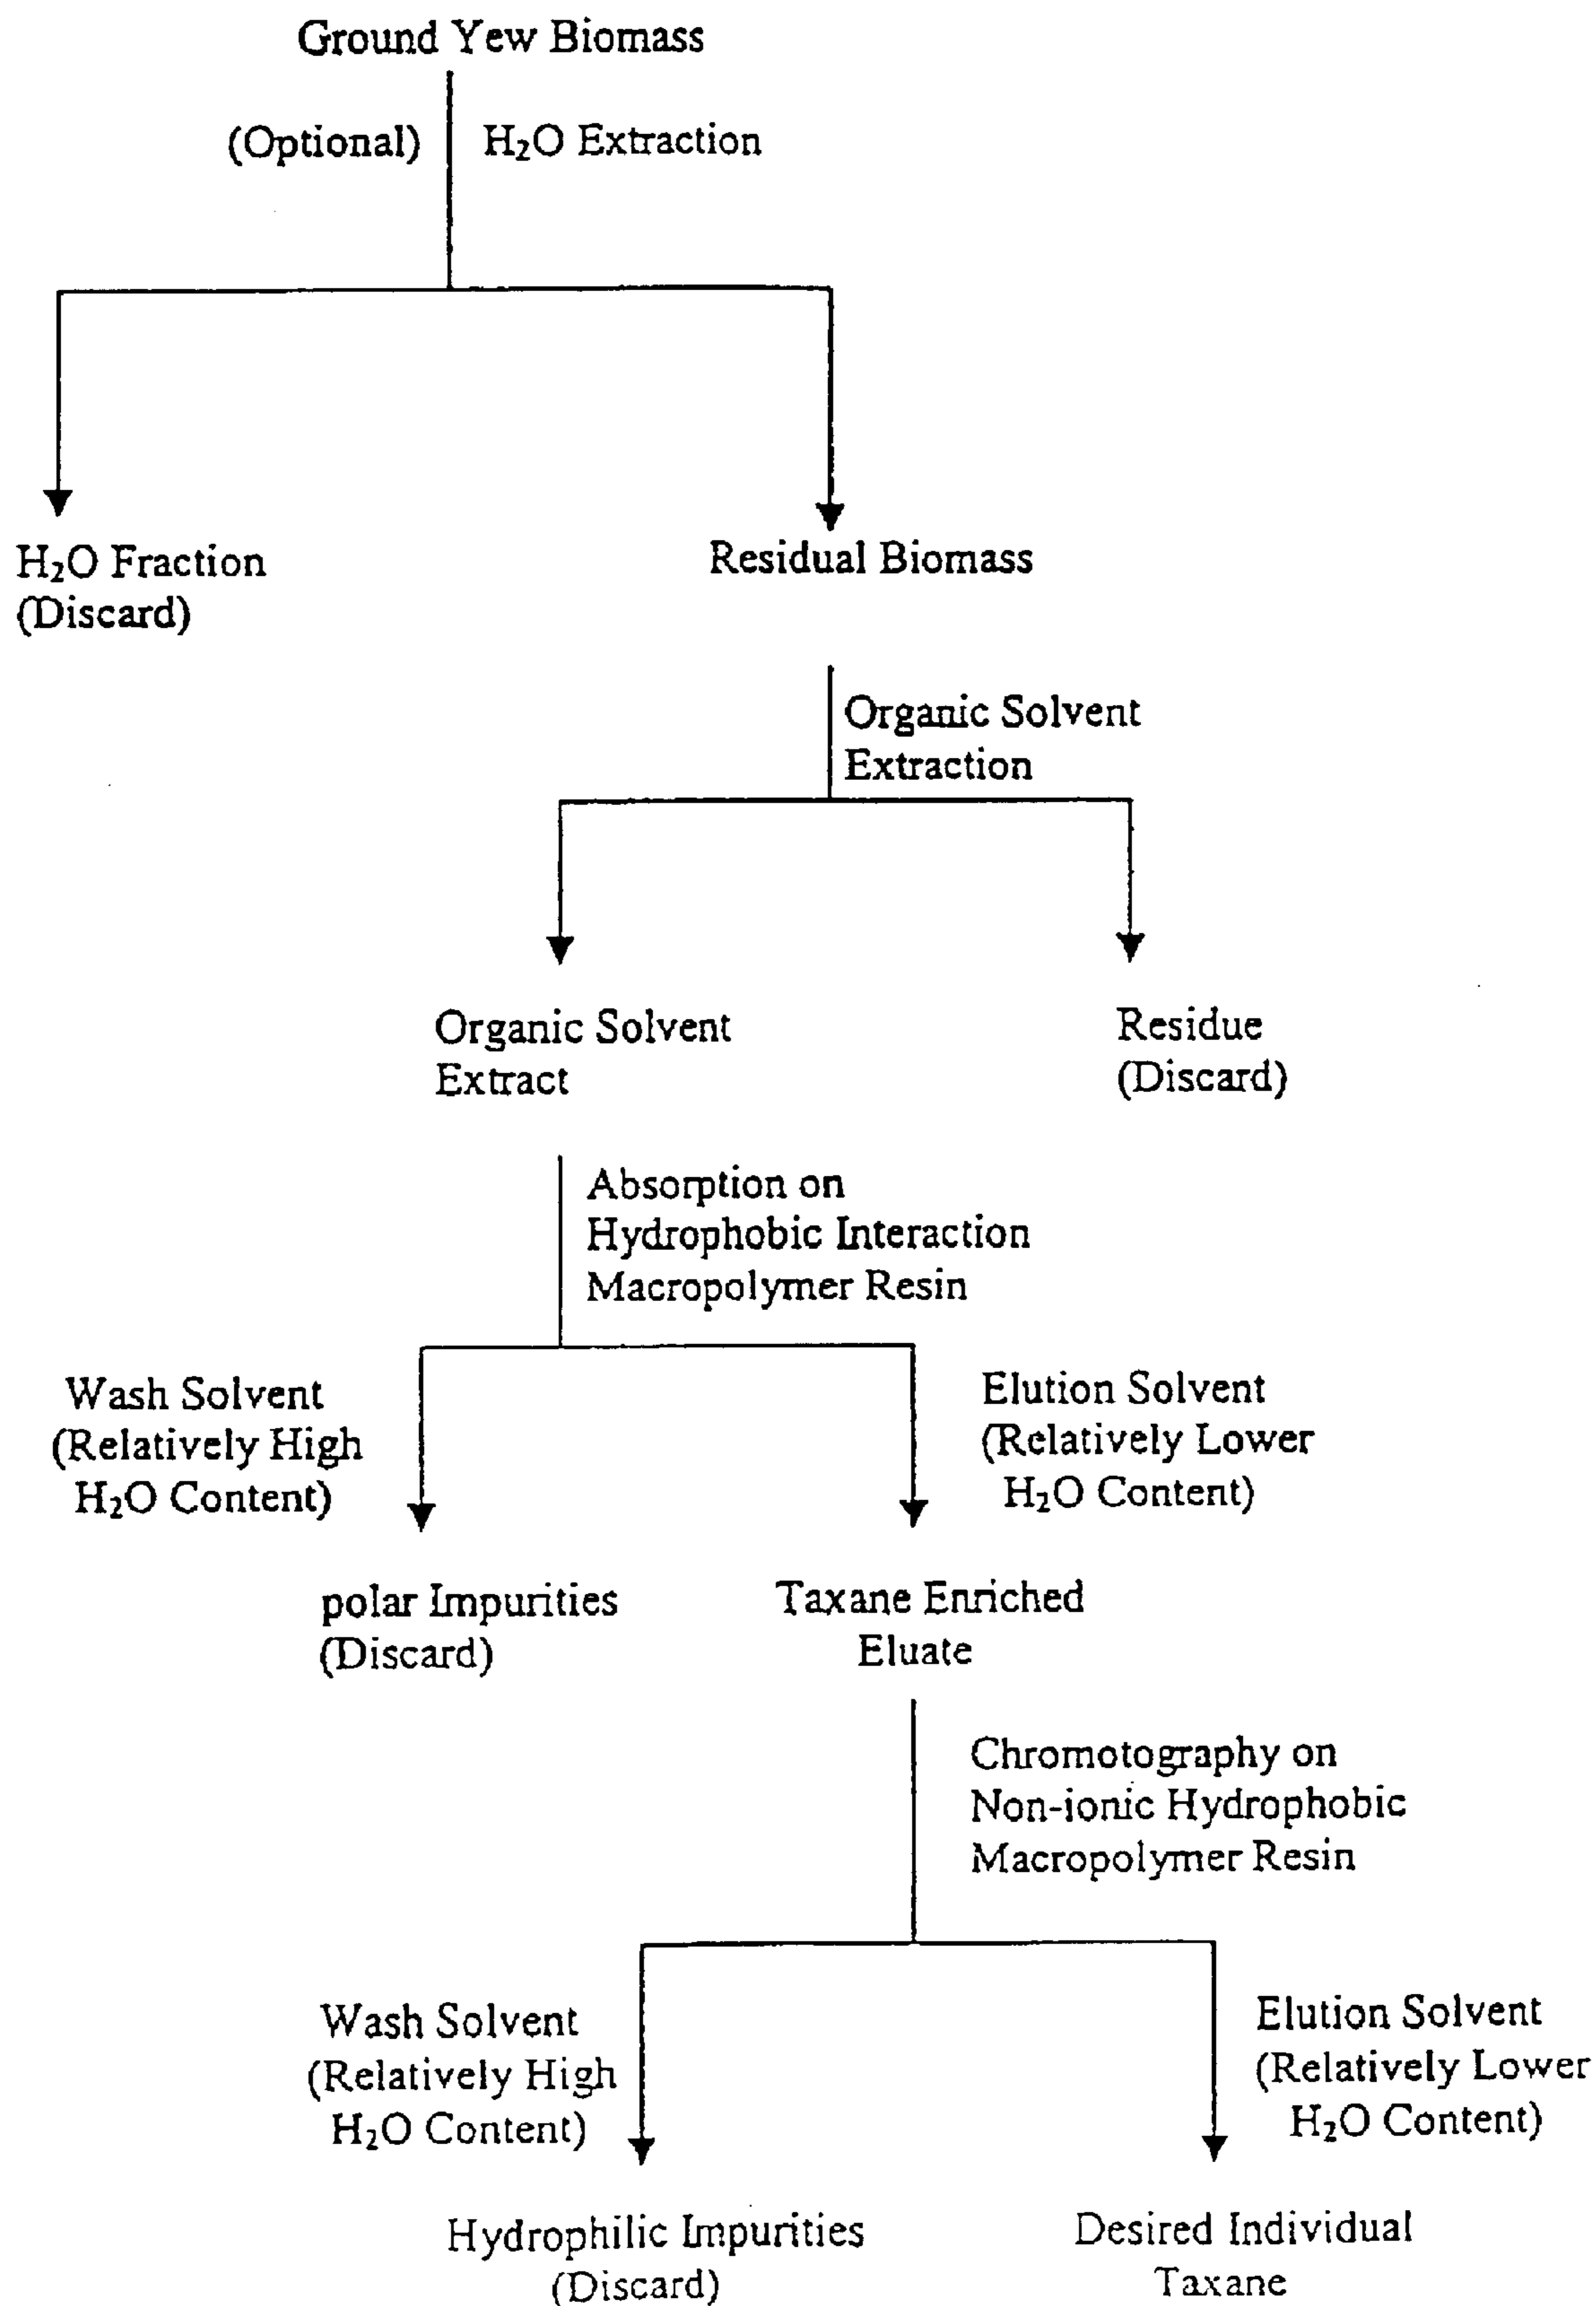 Ground Yew Biomass
(Optional)
H₂O Extraction
H₂O Fraction
(Discard)
Residual Biomass
Organic Solvent
Extraction
Organic Solvent
Extract
Residue
(Discard)
Absorption on
Hydrophobic Interaction
Macropolymer Resin
Wash Solvent
(Relatively High
H₂O Content)
Elution Solvent
(Relatively Lower
H₂O Content)
polar Impurities
(Discard)
Taxane Enriched
Eluate
Chromotography on
Non-ionic Hydrophobic
Macropolymer Resin
Wash Solvent
(Relatively High
H₂O Content)
Elution Solvent
(Relatively Lower
H₂O Content)
Hydrophilic Impurities
(Discard)
Desired Individual
Taxane